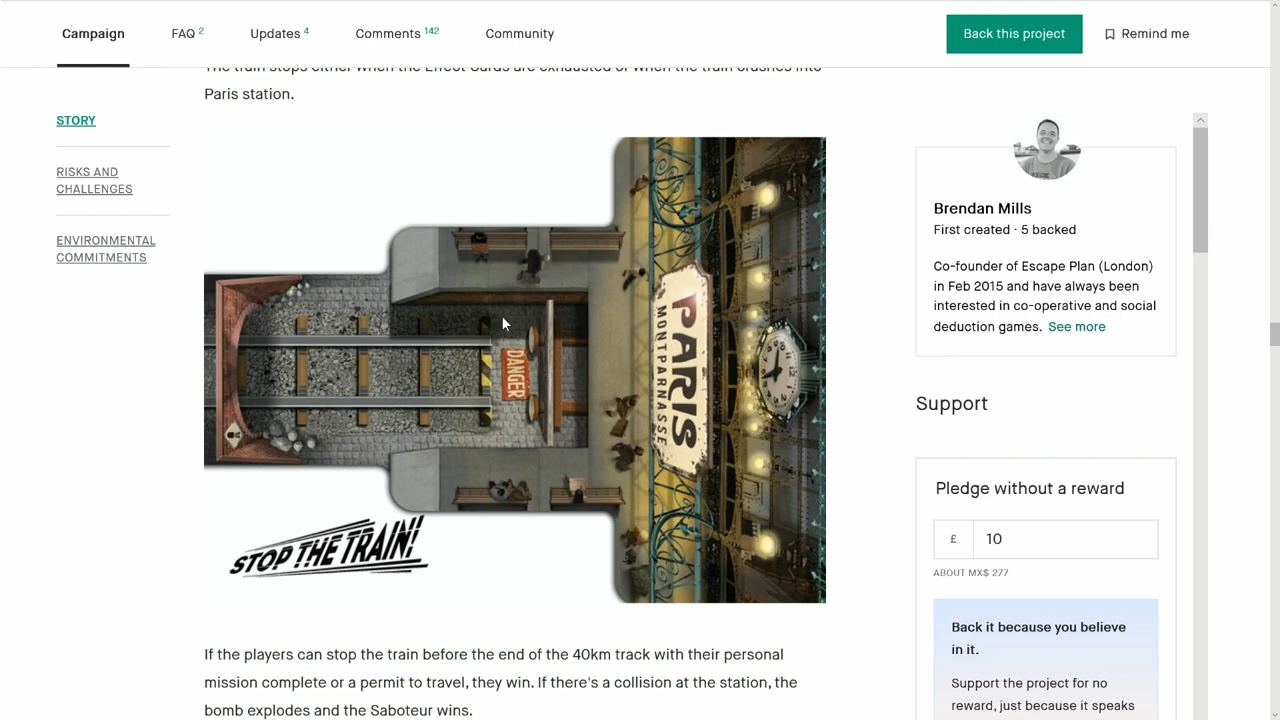 Campaign
FAQ 2
Updates 4
Comments 142
Community
Back this project
Remind me
The train stops either when the Effect Cards are exhausted or when the train crashes into
Paris station.
STORY
RISKS AND
CHALLENGES
ENVIRONMENTAL
COMMITMENTS
DANGER
PARIS
MONTPARNASSE
STOP THE TRAIN!
If the players can stop the train before the end of the 40km track with their personal
mission complete or a permit to travel, they win. If there's a collision at the station, the
bomb explodes and the Saboteur wins.
Brendan Mills
First created · 5 backed
Co-founder of Escape Plan (London)
in Feb 2015 and have always been
interested in co-operative and social
deduction games. See more
Support
Pledge without a reward
£ 10
ABOUT MX$ 277
Back it because you believe
in it.
Support the project for no
reward, just because it speaks